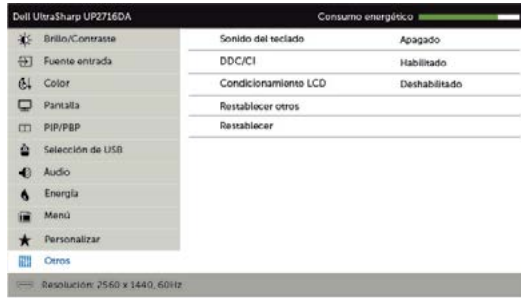 Dell UltraSharp UP2716DA
Consumo energético
Brillo/Contraste
Fuente entrada
Color
Pantalla
PIP/PBP
Selección de USB
Audio
Energía
Menú
Personalizar
Otros
Sonido del teclado Apagado
DDC/CI Habilitado
Condicionamiento LCD Deshabilitado
Restablecer otros
Restablecer
Resolución: 2560 x 1440, 60Hz